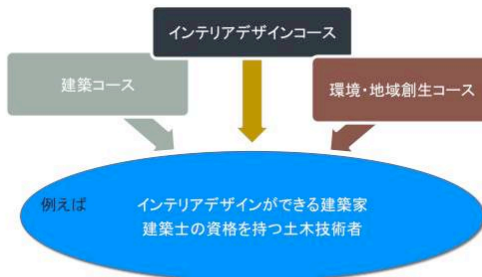 インテリアデザインコース
建築コース
環境・地域創生コース
例えば
インテリアデザインができる建築家
建築士の資格を持つ土木技術者